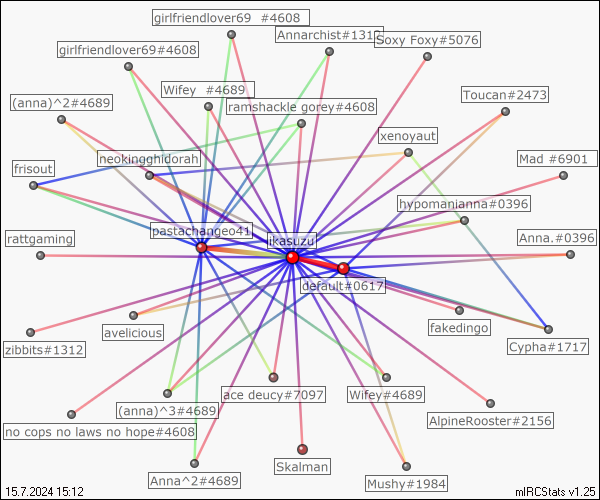 girlfriendlover69 #4608
Annarchist#1312
Soxy Foxy#5076
girlfriendlover69#4608
Wifey #4689
Toucan#2473
(anna)^2#4689
ramshackle gorey#4608
xenoyaut
neokingghidorah
Mad #6901
frisout
hypomanianna#0396
pastachangeo41
ikasuzu
rattgaming
Anna.#0396
default#0617
avelicious
fakedingo
zibbits#1312
Cypha#1717
ace deucy#7097
Wifey#4689
(anna)^3#4689
AlpineRooster#2156
no cops no laws no hope#4608
Skalman
Anna^2#4689
Mushy#1984
15.7.2024 15:12
mIRCStats v1.25